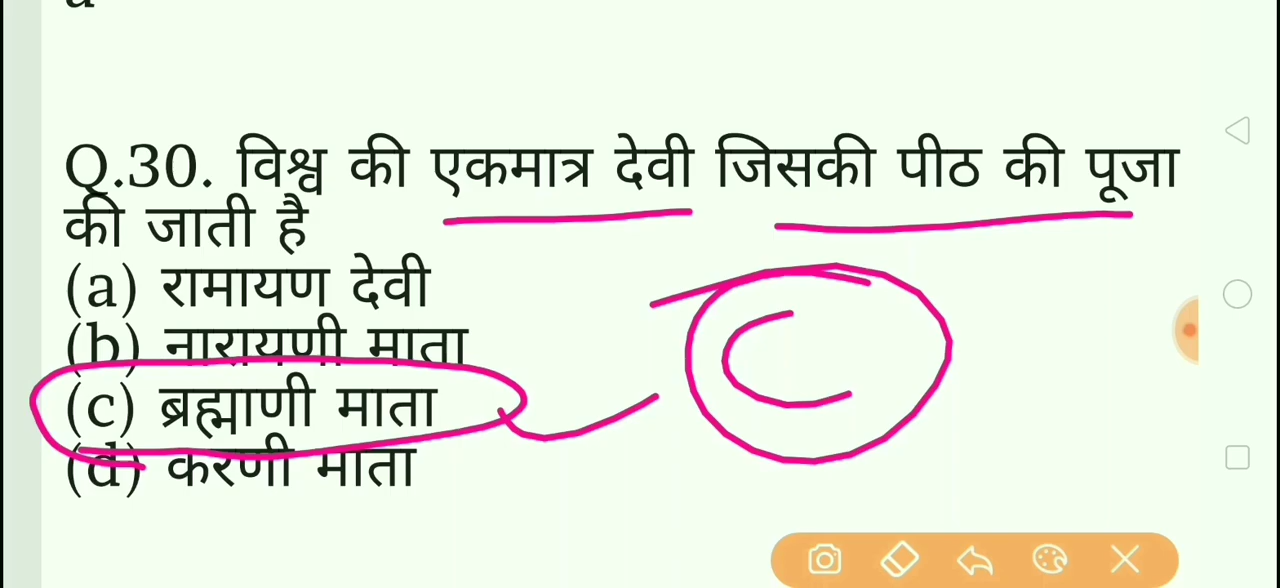 Q.30. विश्व की एकमात्र देवी जिसकी पीठ की पूजा
की जाती है
(a) रामायण देवी
(b) नारायणी माता
(c) ब्रह्माणी माता
(d) करणी माता
C